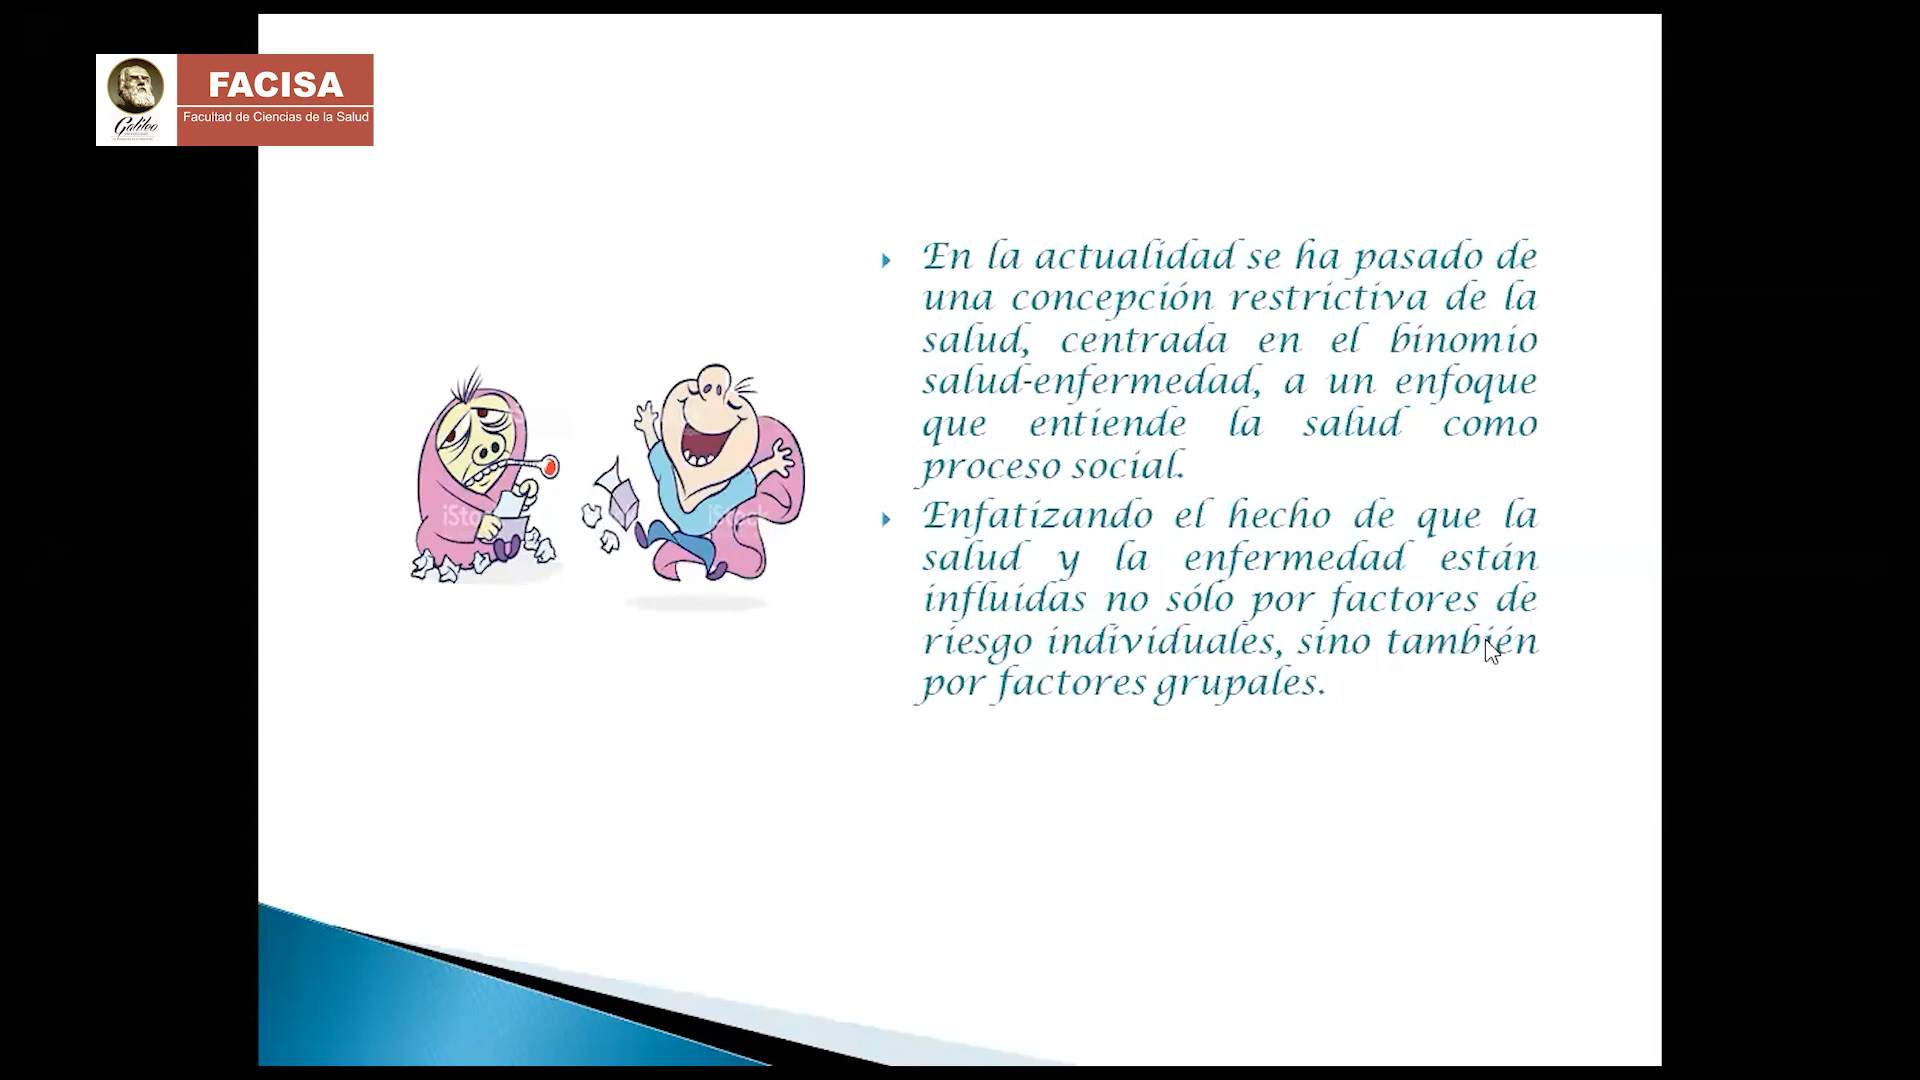 FACISA
Facultad de Ciencias de la Salud
Galileo
En la actualidad se ha pasado de
una concepción restrictiva de la
salud, centrada en el binomio
salud-enfermedad, a un enfoque
que entiende la salud como
proceso social.
Enfatizando el hecho de que la
salud y la enfermedad están
influidas no sólo por factores de
riesgo individuales, sino también
por factores grupales.
iStock